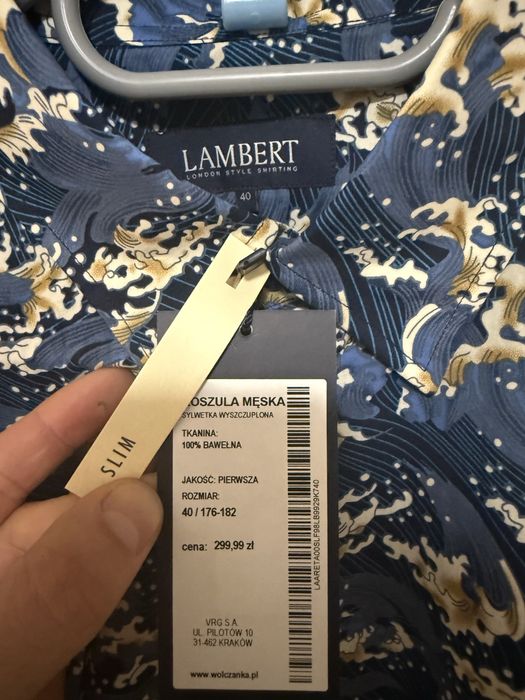 LAMBERT
LONDON STYLE SHIRTING
40
SLIM
KOSZULA MĘSKA
SYLWETKA WYSZCZUPLONA
TKANINA:
100% BAWEŁNA
JAKOŚĆ: PIERWSZA
ROZMIAR:
40 / 176-182
cena: 299,99 zł
LAARETA00SLF98LB9929K740
VRG S.A.
UL. PILOTÓW 10
31-462 KRAKÓW
www.wolczanka.pl